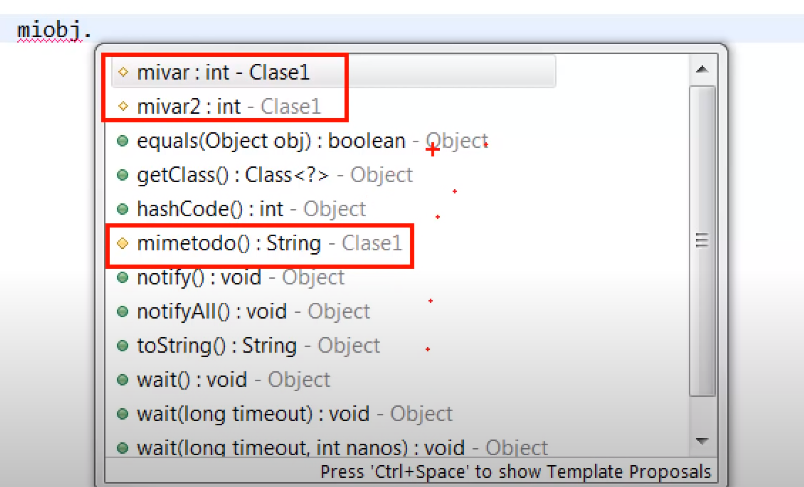 miobj.
mivar : int - Clase1
mivar2 : int - Clase1
equals(Object obj) : boolean - Object
getClass() : Class<?> - Object
hashCode() : int - Object
mimetodo() : String - Clase1
notify() : void - Object
notifyAll() : void - Object
toString() : String - Object
wait() : void - Object
wait(long timeout) : void - Object
wait(long timeout, int nanos) : void - Object
Press 'Ctrl+Space' to show Template Proposals